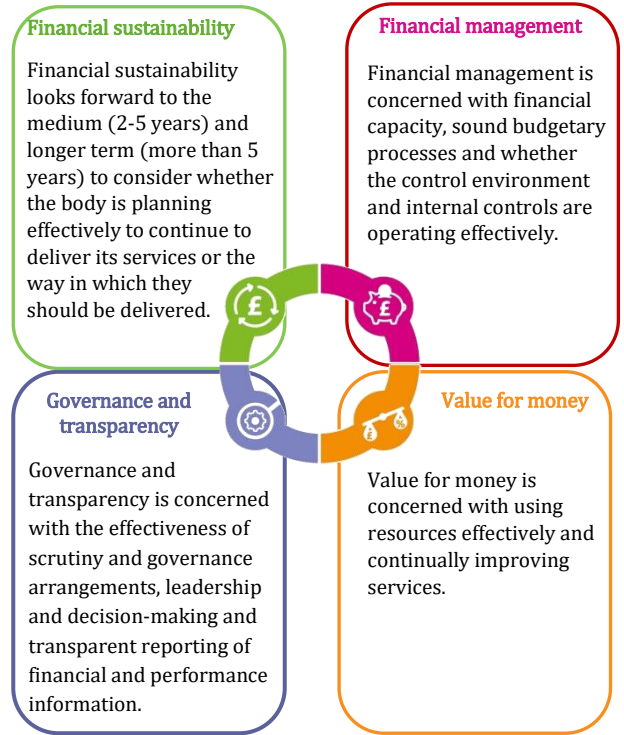 Financial sustainability
Financial sustainability
looks forward to the
medium (2-5 years) and
longer term (more than 5
years) to consider whether
the body is planning
effectively to continue to
deliver its services or the
way in which they
should be delivered.
Financial management
Financial management is
concerned with financial
capacity, sound budgetary
processes and whether
the control environment
and internal controls are
operating effectively.
£
£
Governance and
transparency
Governance and
transparency is concerned
with the effectiveness of
scrutiny and governance
arrangements, leadership
and decision-making and
transparent reporting of
financial and performance
information.
Value for money
£ %
Value for money is
concerned with using
resources effectively and
continually improving
services.